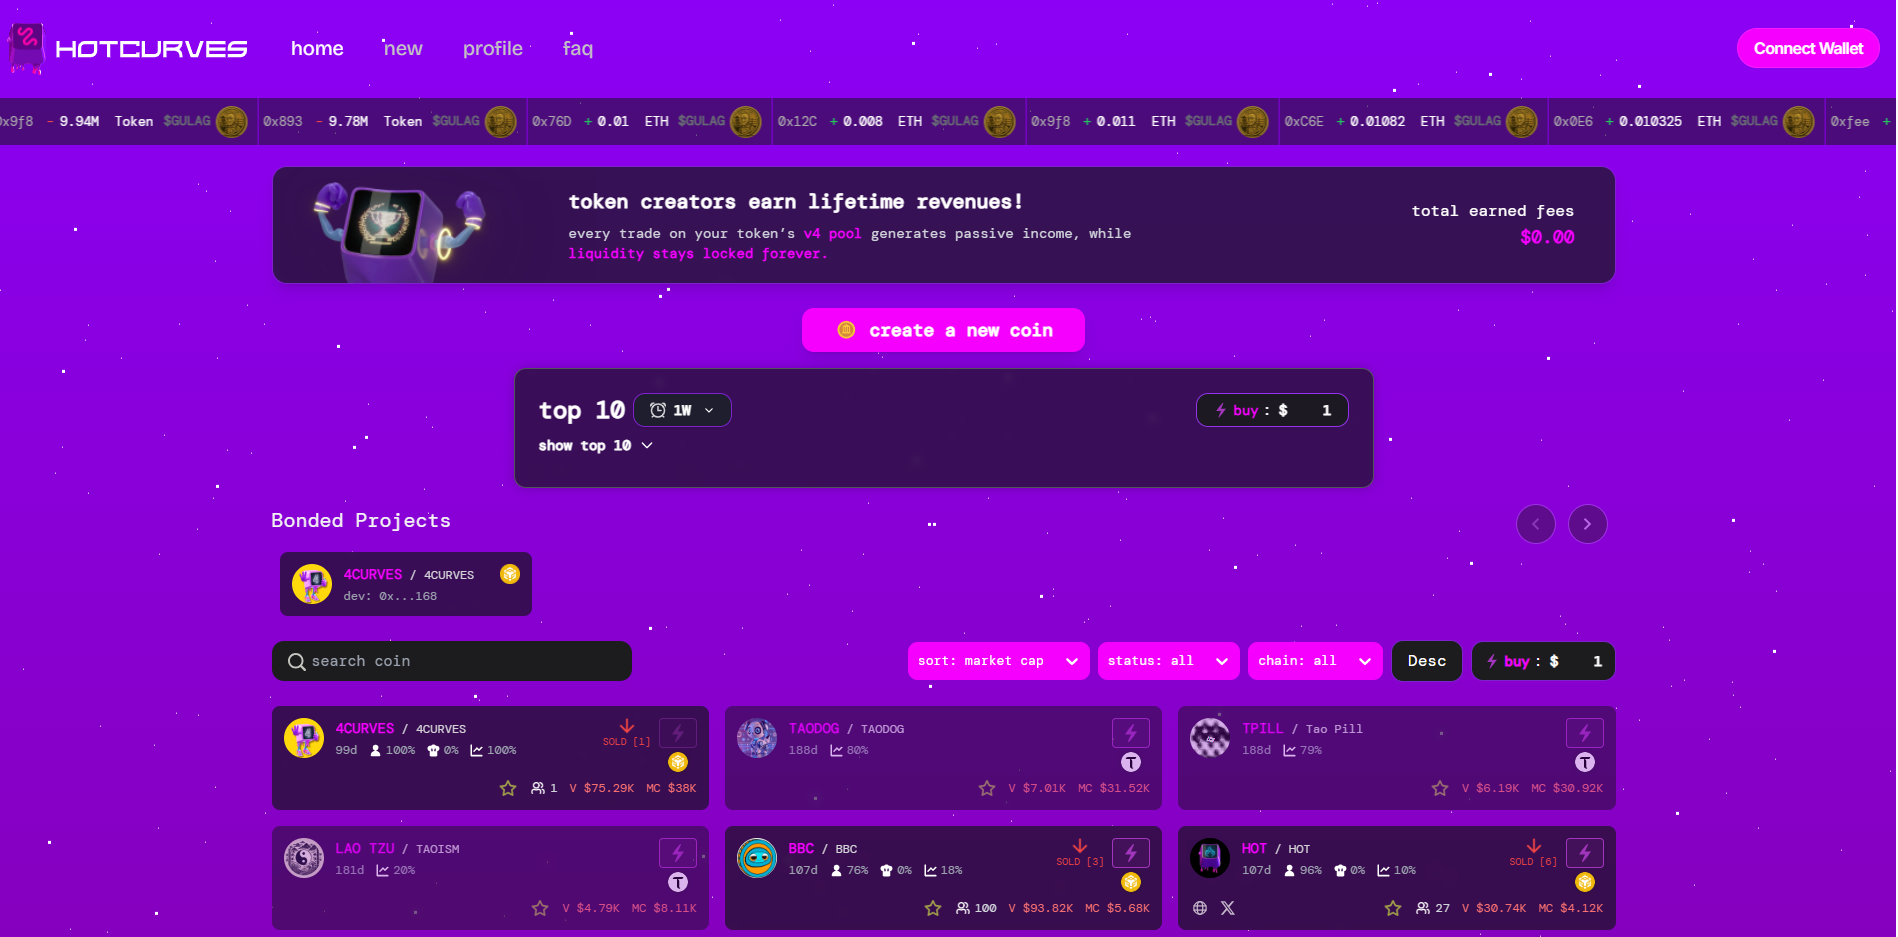 HOTCURVES home new profile faq Connect Wallet
0x9f8 - 9.94M Token $GULAG 0x893 - 9.78M Token $GULAG 0x76D + 0.01 ETH $GULAG 0x12C + 0.008 ETH $GULAG 0x9f8 + 0.011 ETH $GULAG 0xC6E + 0.01082 ETH $GULAG 0x0E6 + 0.010325 ETH $GULAG 0xfee +
token creators earn lifetime revenues!
every trade on your token’s v4 pool generates passive income, while
liquidity stays locked forever.
total earned fees
$0.00
create a new coin
top 10 1W buy: $ 1
show top 10
Bonded Projects
4CURVES / 4CURVES
dev: 0x...168
search coin sort: market cap status: all chain: all Desc buy: $ 1
4CURVES / 4CURVES
99d 100% 0% 100%
SOLD [1]
1 V $75.29K MC $38K
TAODOG / TAODOG
188d 80%
T
V $7.01K MC $31.52K
TPILL / Tao Pill
188d 79%
T
V $6.19K MC $30.92K
LAO TZU / TAOISM
181d 20%
T
V $4.79K MC $8.11K
BBC / BBC
107d 76% 0% 18%
SOLD [3]
100 V $93.82K MC $5.68K
HOT / HOT
107d 96% 0% 10%
SOLD [6]
27 V $30.74K MC $4.12K